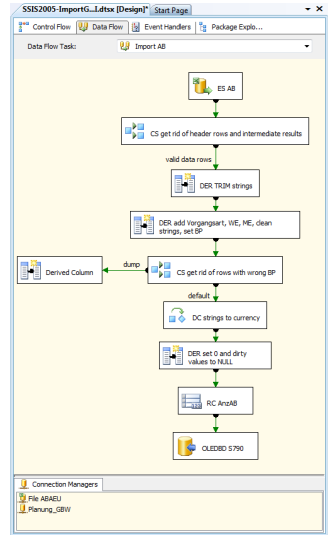 SSIS2005-ImportG...I.dtsx [Design]* Start Page
Control Flow Data Flow Event Handlers Package Explo...
Data Flow Task: Import AB
ES AB
CS get rid of header rows and intermediate results
valid data rows
DER TRIM strings
DER add Vorgangsart, WE, ME, clean
strings, set BP
dump
Derived Column
CS get rid of rows with wrong BP
default
DC strings to currency
DER set 0 and dirty
values to NULL
RC AnzAB
OLEDBD S790
Connection Managers
File ABAEU
Planung_GBW